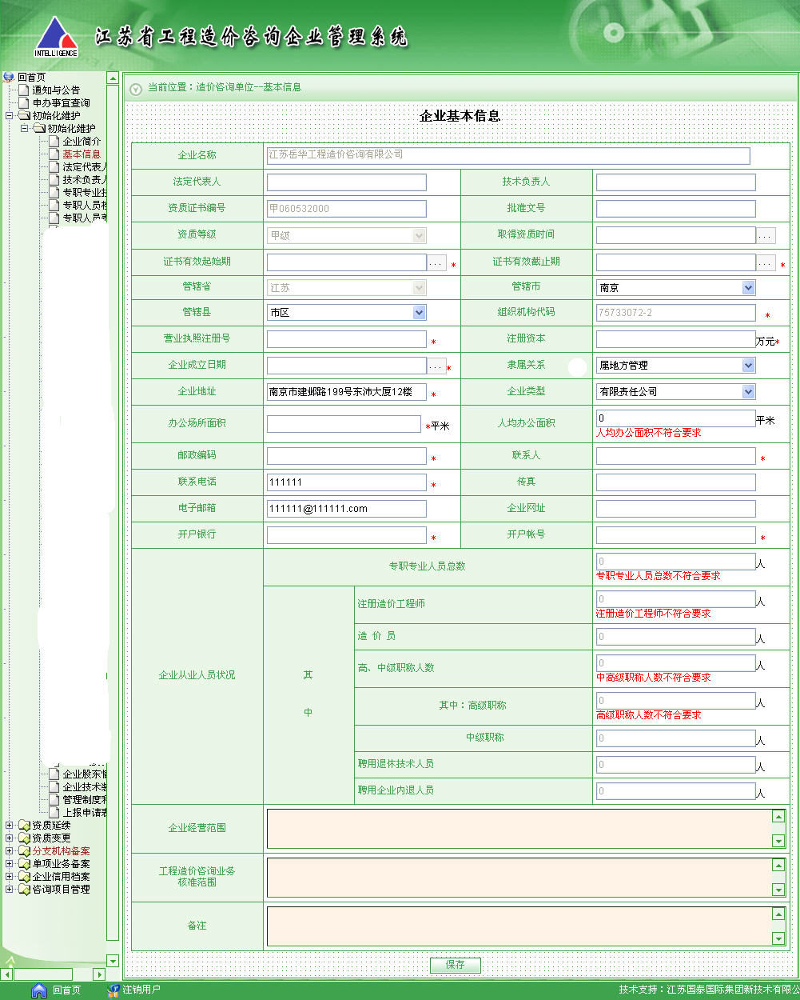 INTELLIGENCE
江苏省工程造价咨询企业管理系统
回首页
通知与公告
申办事宜查询
初始化维护
初始化维护
企业简介
基本信息
法定代表人
技术负责人
专职专业技
专职人员
专职人员
企业股东情
企业技术装
管理制度和
上报申请表
资质延续
资质变更
分支机构备案
单项业务备案
企业信用档案
咨询项目管理
当前位置：造价咨询单位--基本信息
企业基本信息
企业名称 江苏岳华工程造价咨询有限公司
法定代表人 技术负责人
资质证书编号 甲060532000 批准文号
资质等级 甲级 取得资质时间 ...
证书有效起始期 ... * 证书有效截止期 ... *
管辖省 江苏 管辖市 南京
管辖县 市区 组织机构代码 75733072-2 *
营业执照注册号 * 注册资本 万元*
企业成立日期 ... * 隶属关系 属地方管理
企业地址 南京市建邺路199号东沛大厦12楼 * 企业类型 有限责任公司
办公场所面积 *平米 人均办公面积 0 平米
人均办公面积不符合要求
邮政编码 * 联系人 *
联系电话 111111 * 传真
电子邮箱 111111@111111.com 企业网址
开户银行 * 开户帐号 *
专职专业人员总数 0 人
专职专业人员总数不符合要求
注册造价工程师 0 人
注册造价工程师不符合要求
造 价 员 0 人
高、中级职称人数 0 人
中高级职称人数不符合要求
企业从业人员状况 其
中
其中：高级职称 0 人
高级职称人数不符合要求
中级职称 0 人
聘用退休技术人员 0 人
聘用企业内退人员 0 人
企业经营范围
工程造价咨询业务
核准范围
备注
保存
回首页 注销用户 技术支持：江苏国泰国际集团新技术有限公